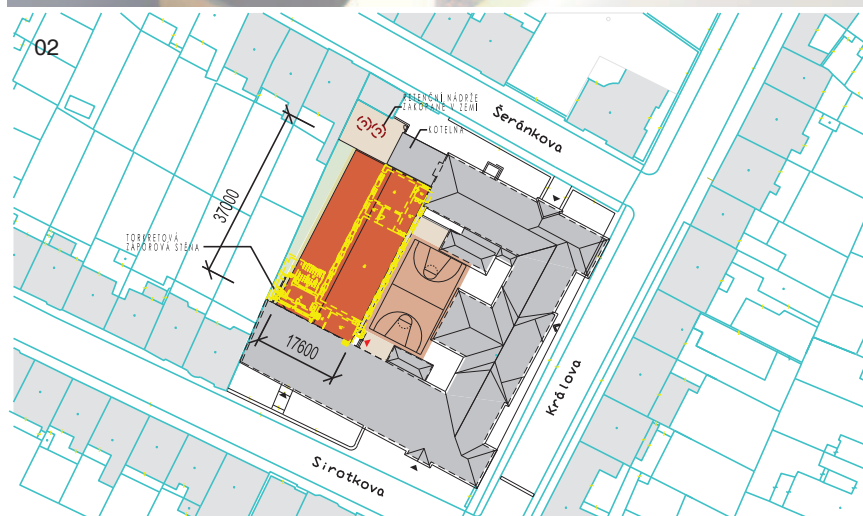 02
RETENČNÍ NÁDRŽE
ZAKOPANÉ V ZEMI
KOTELNA
Šeránkova
37000
TORKRETOVÁ
ZÁPOROVÁ STĚNA
17600
Králova
Sirotkova